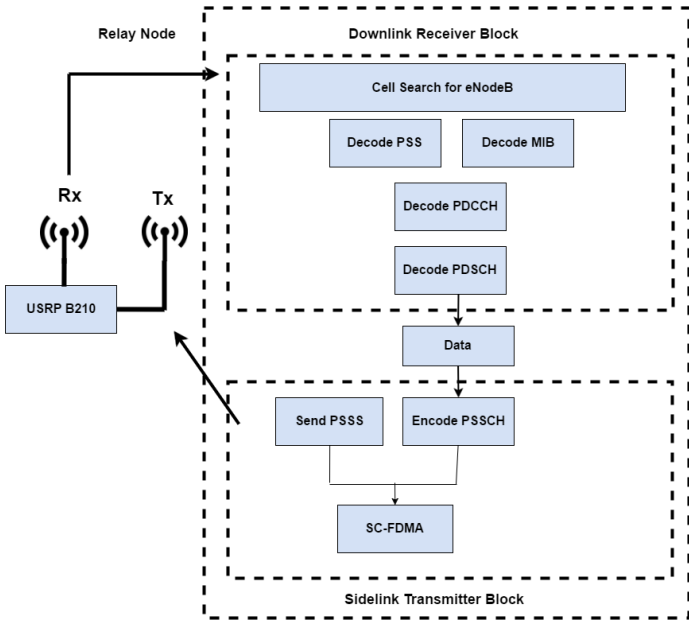 Relay Node
Downlink Receiver Block
Cell Search for eNodeB
Decode PSS
Decode MIB
Rx
Tx
Decode PDCCH
Decode PDSCH
USRP B210
Data
Send PSSS
Encode PSSCH
SC-FDMA
Sidelink Transmitter Block